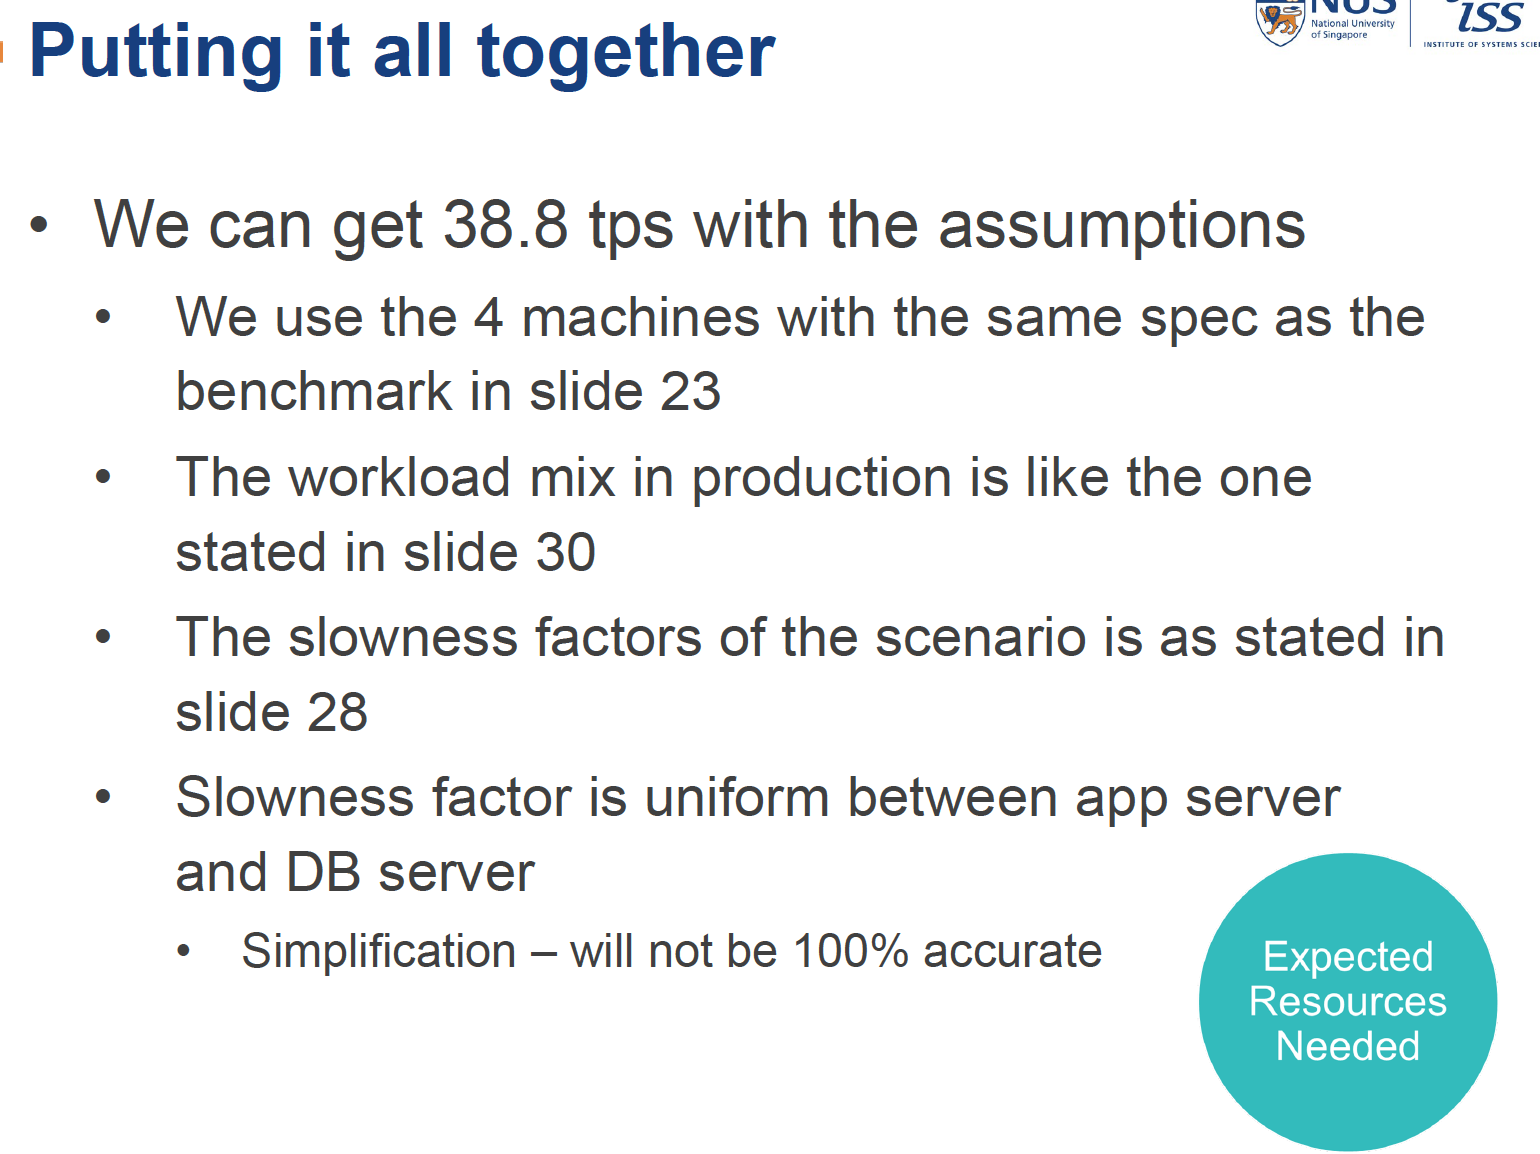 Putting it all together
NUS
National University
of Singapore
iss
INSTITUTE OF SYSTEMS
• We can get 38.8 tps with the assumptions
• We use the 4 machines with the same spec as the
benchmark in slide 23
• The workload mix in production is like the one
stated in slide 30
• The slowness factors of the scenario is as stated in
slide 28
• Slowness factor is uniform between app server
and DB server
• Simplification – will not be 100% accurate
Expected
Resources
Needed